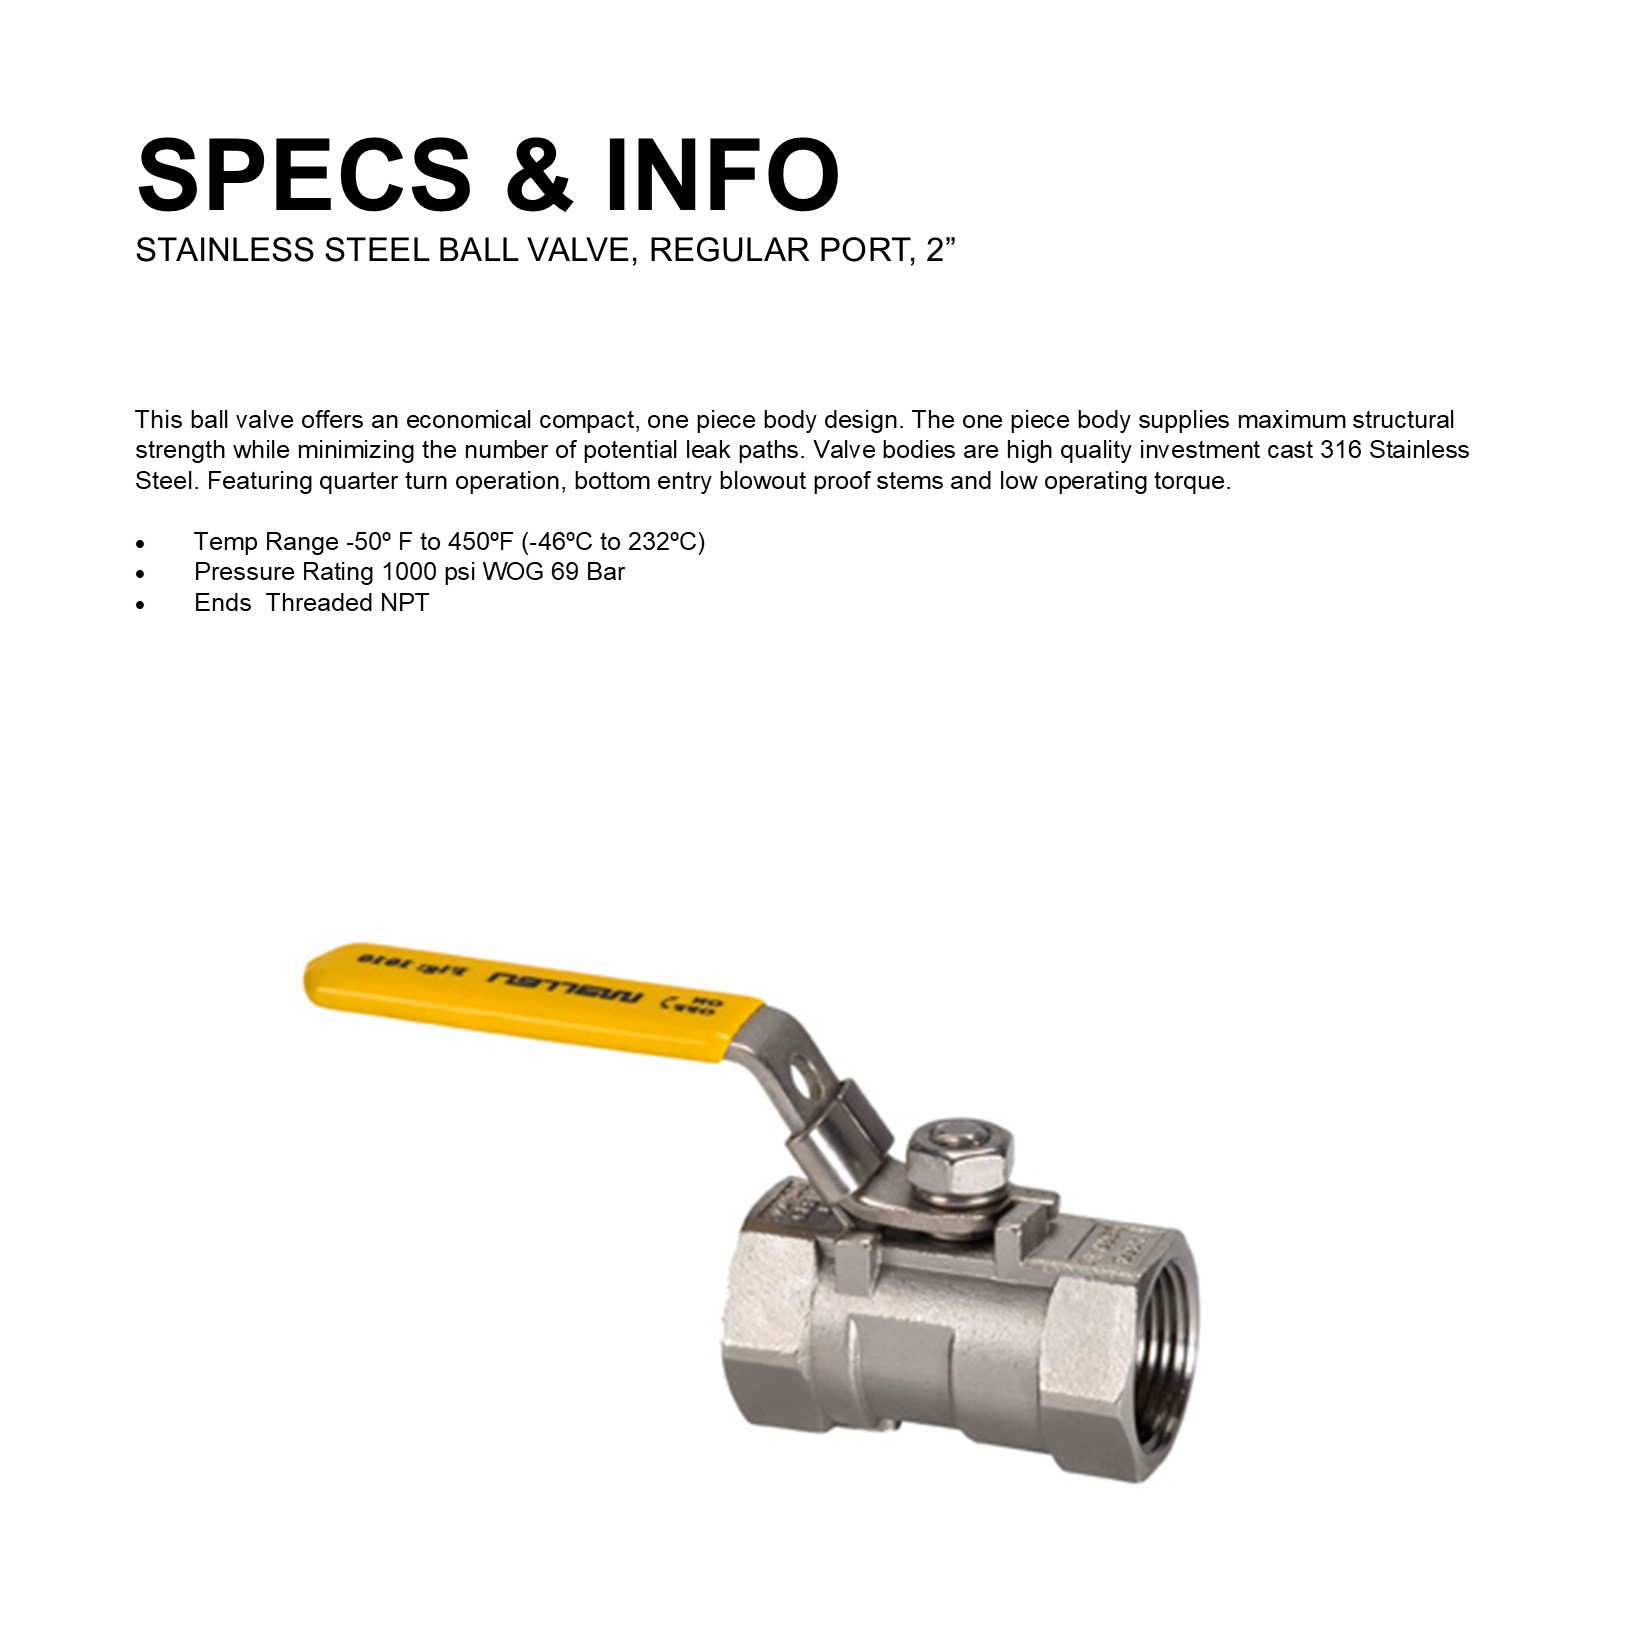 SPECS & INFO
STAINLESS STEEL BALL VALVE, REGULAR PORT, 2”
This ball valve offers an economical compact, one piece body design. The one piece body supplies maximum structural
strength while minimizing the number of potential leak paths. Valve bodies are high quality investment cast 316 Stainless
Steel. Featuring quarter turn operation, bottom entry blowout proof stems and low operating torque.
• Temp Range -50º F to 450ºF (-46ºC to 232ºC)
• Pressure Rating 1000 psi WOG 69 Bar
• Ends  Threaded NPT